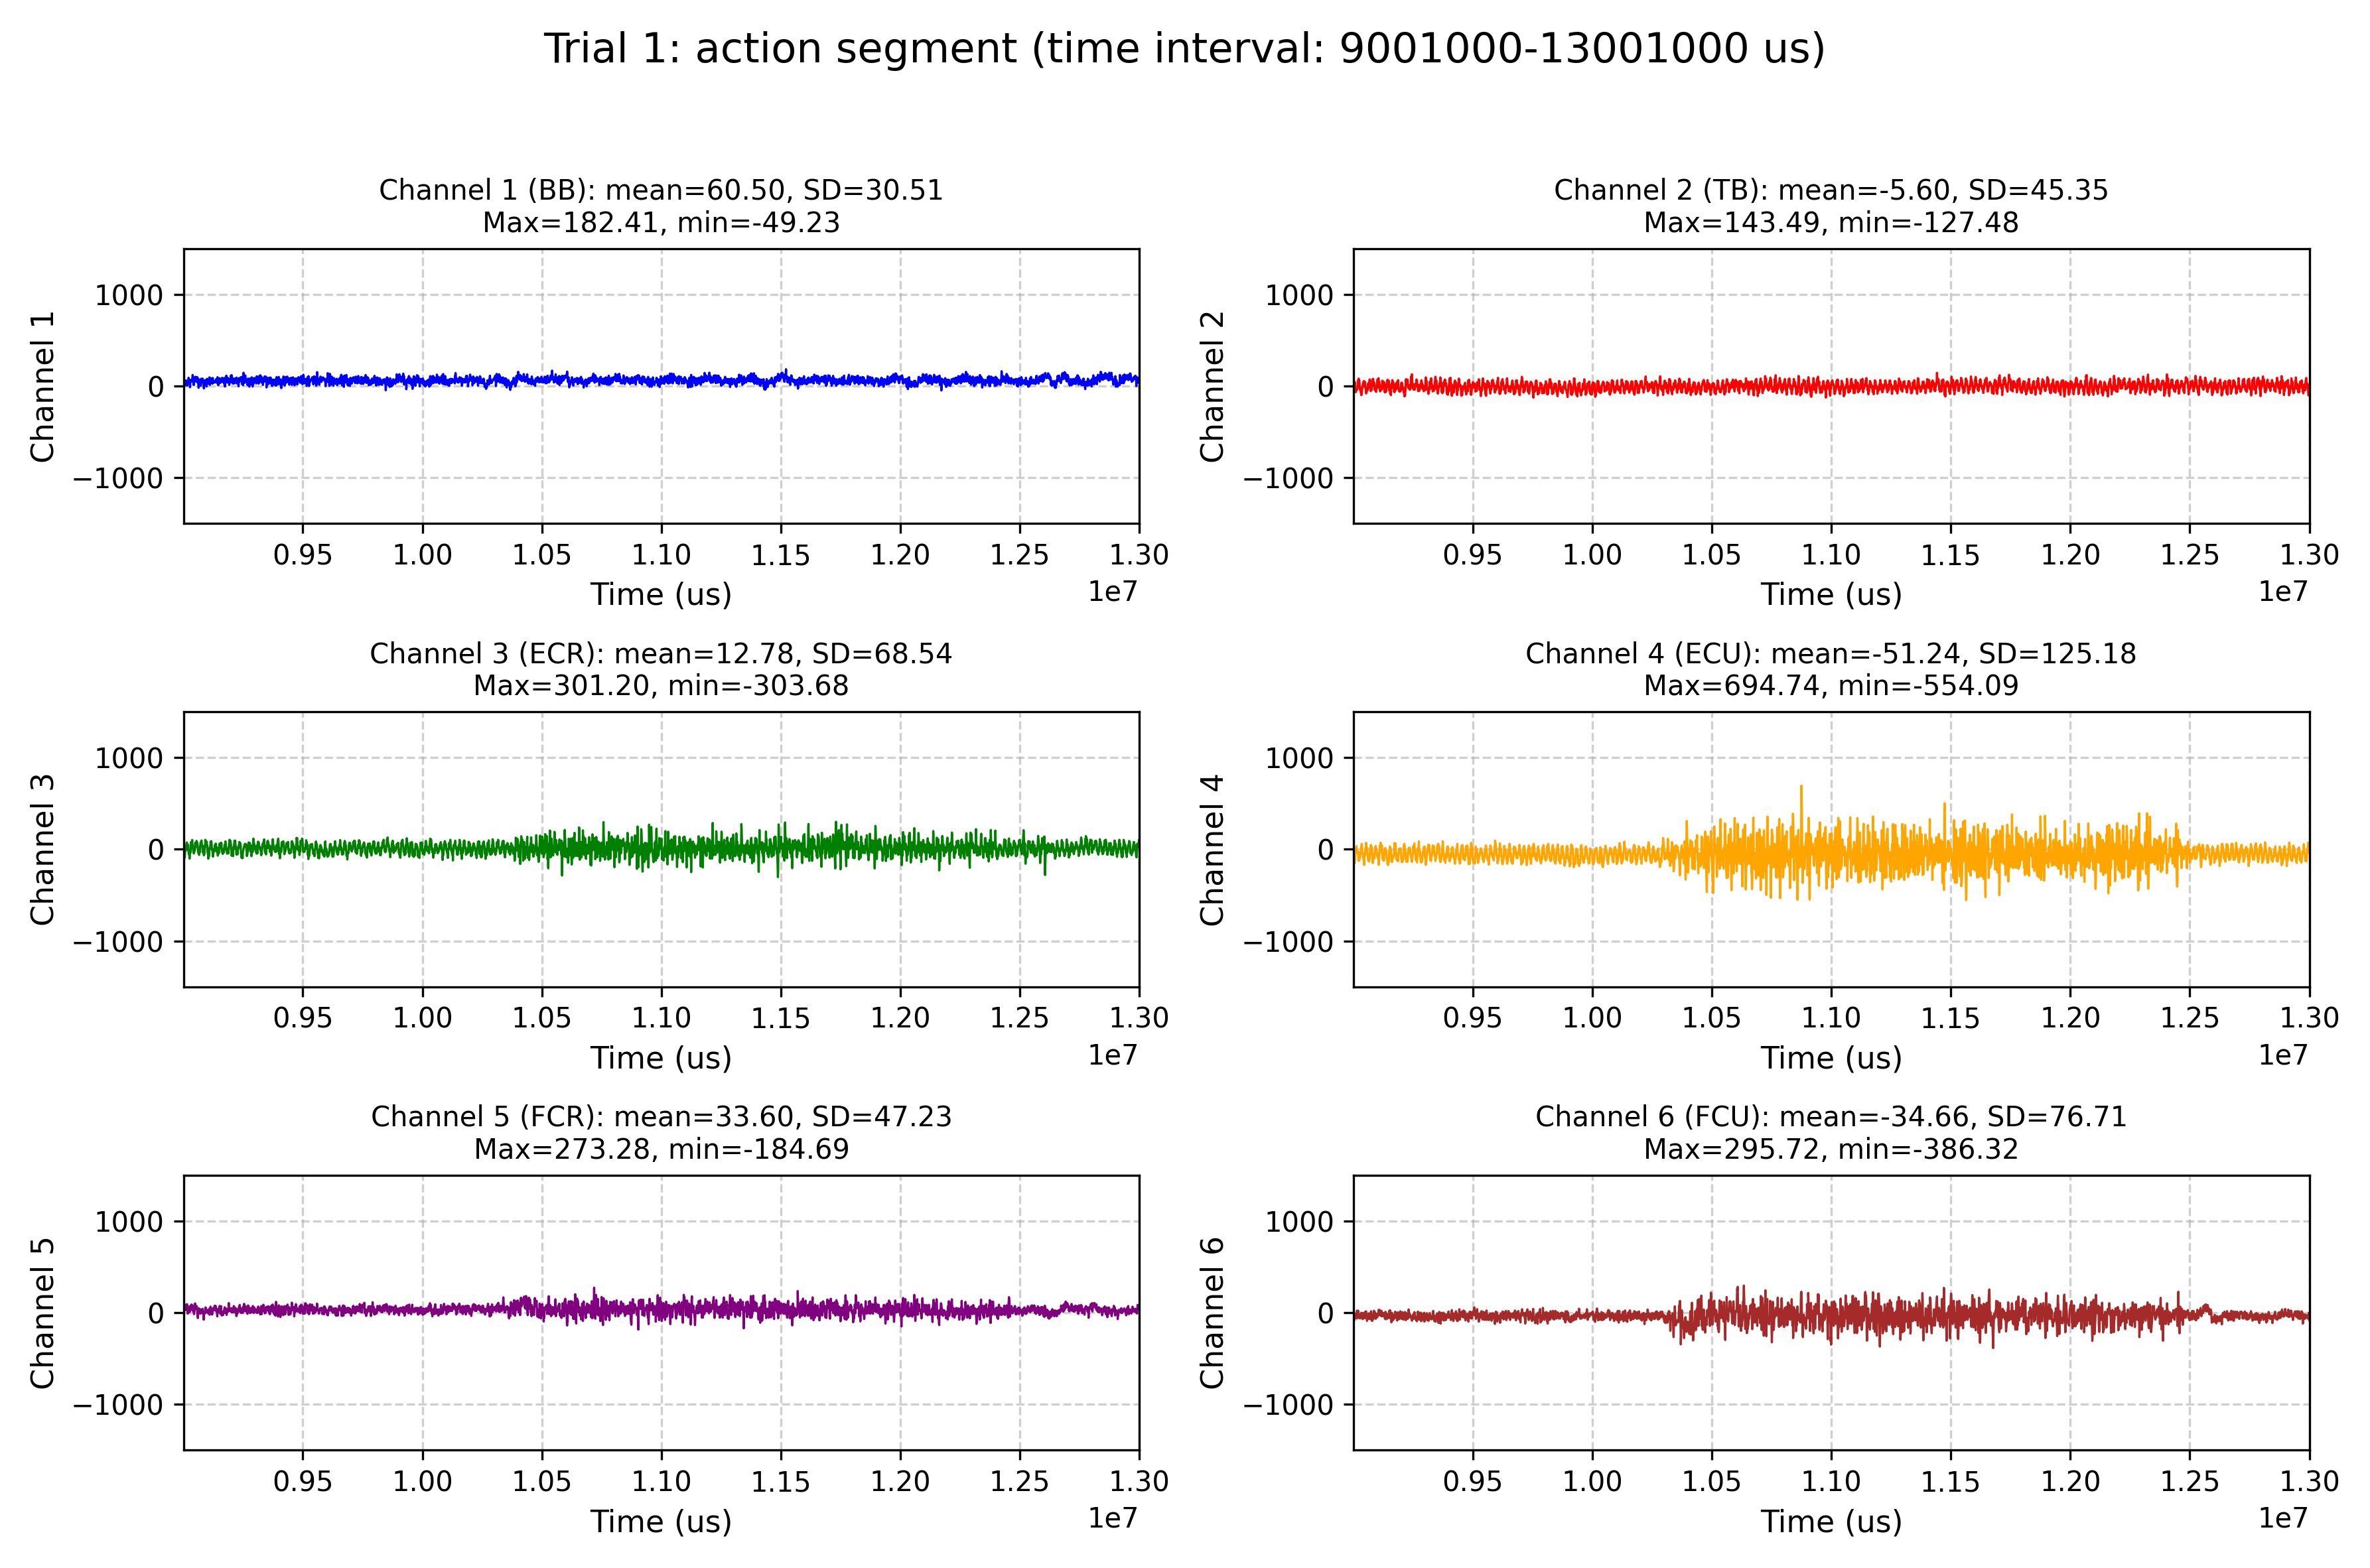 Trial 1: action segment (time interval: 9001000-13001000 us)
Channel 1 (BB): mean=60.50, SD=30.51
Max=182.41, min=-49.23
Channel 1
1000
0
−1000
0.95 1.00 1.05 1.10 1.15 1.20 1.25 1.30
Time (us)
1e7
Channel 2 (TB): mean=-5.60, SD=45.35
Max=143.49, min=-127.48
Channel 2
1000
0
−1000
0.95 1.00 1.05 1.10 1.15 1.20 1.25 1.30
Time (us)
1e7
Channel 3 (ECR): mean=12.78, SD=68.54
Max=301.20, min=-303.68
Channel 3
1000
0
−1000
0.95 1.00 1.05 1.10 1.15 1.20 1.25 1.30
Time (us)
1e7
Channel 4 (ECU): mean=-51.24, SD=125.18
Max=694.74, min=-554.09
Channel 4
1000
0
−1000
0.95 1.00 1.05 1.10 1.15 1.20 1.25 1.30
Time (us)
1e7
Channel 5 (FCR): mean=33.60, SD=47.23
Max=273.28, min=-184.69
Channel 5
1000
0
−1000
0.95 1.00 1.05 1.10 1.15 1.20 1.25 1.30
Time (us)
1e7
Channel 6 (FCU): mean=-34.66, SD=76.71
Max=295.72, min=-386.32
Channel 6
1000
0
−1000
0.95 1.00 1.05 1.10 1.15 1.20 1.25 1.30
Time (us)
1e7